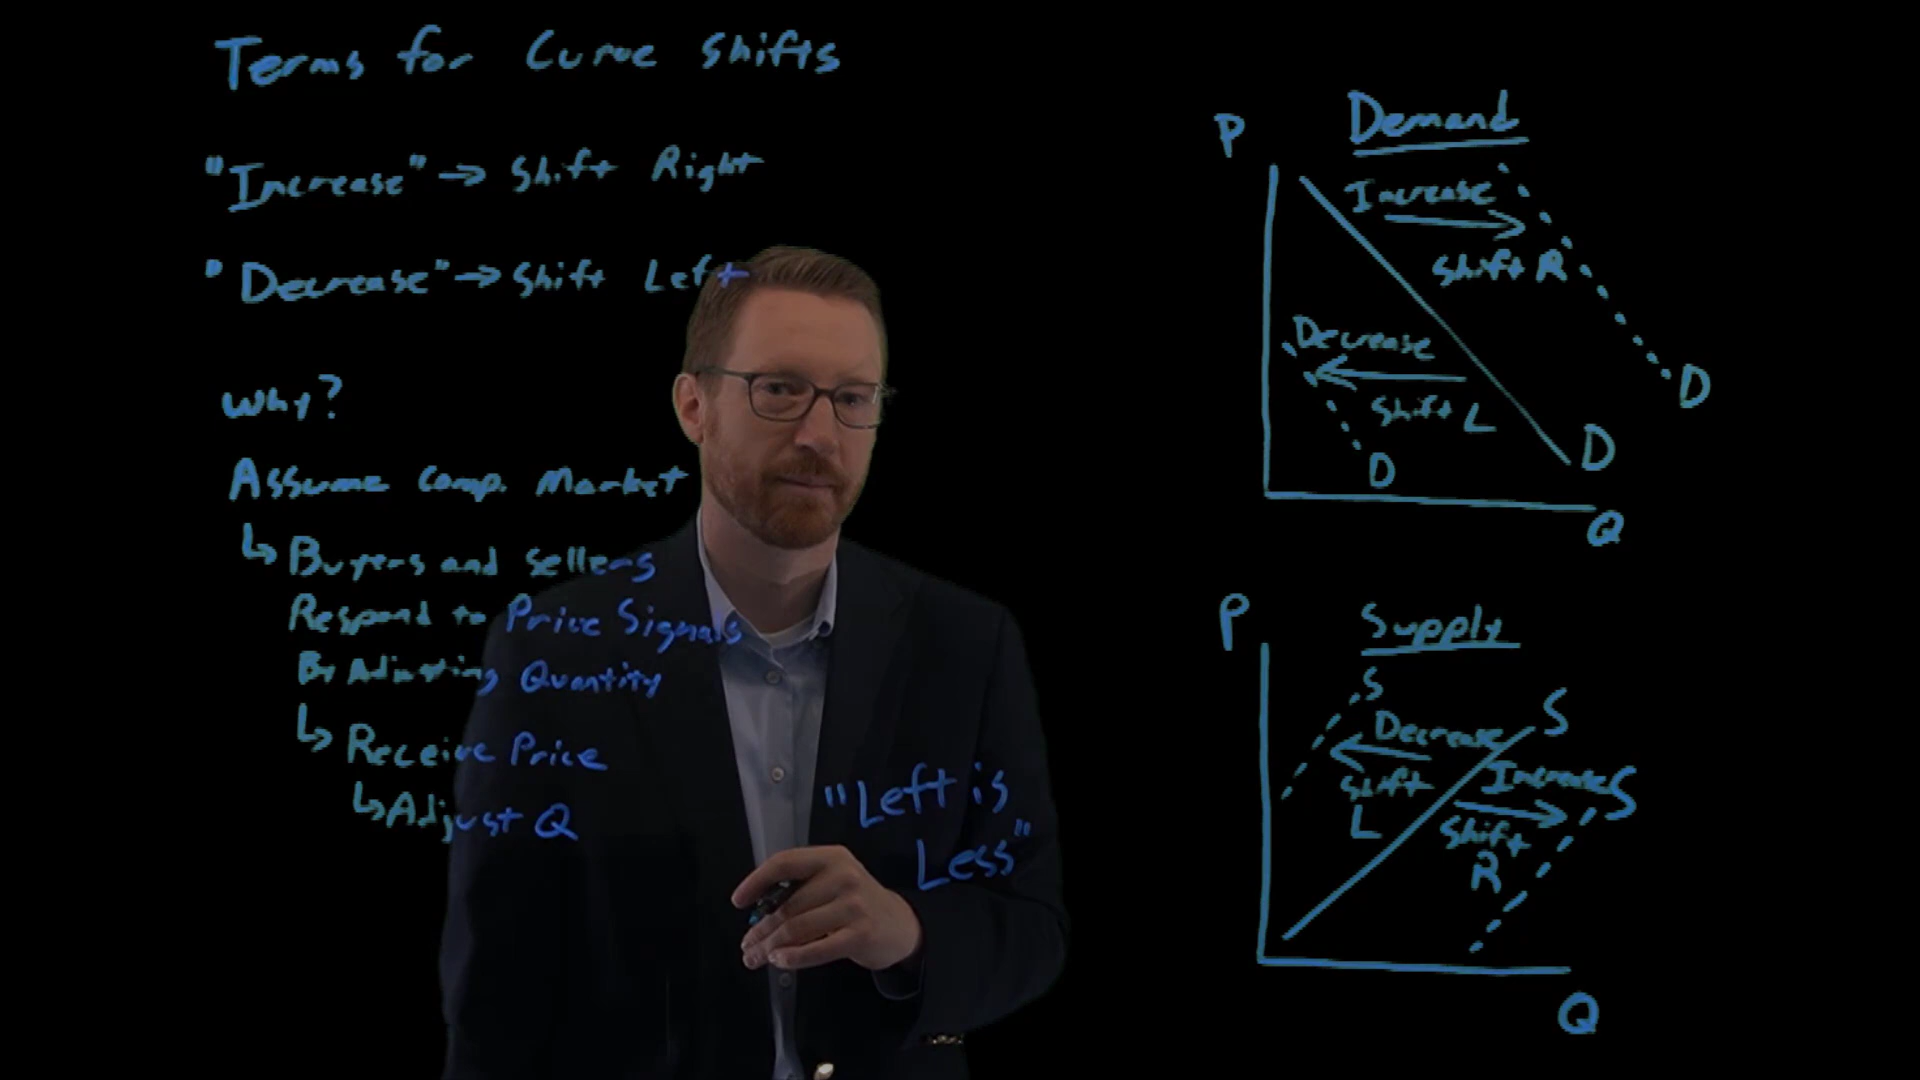 Terms for Curve Shifts
"Increase" → Shift Right
"Decrease" → Shift Left
Why?
Assume Comp. Market
↳ Buyers and Sellers
Respond to Price Signals
By Adjusting Quantity
↳ Receive Price
↳ Adjust Q
"Left is
Less"
Demand
P
Increase
Shift R
Decrease
Shift L
D
D
D
Q
Supply
P
S
S
Decrease
Shift
L
Increase
S
Shift
R
Q